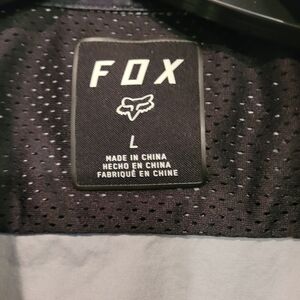 FOX
L
MADE IN CHINA
HECHO EN CHINA
FABRIQUÉ EN CHINE